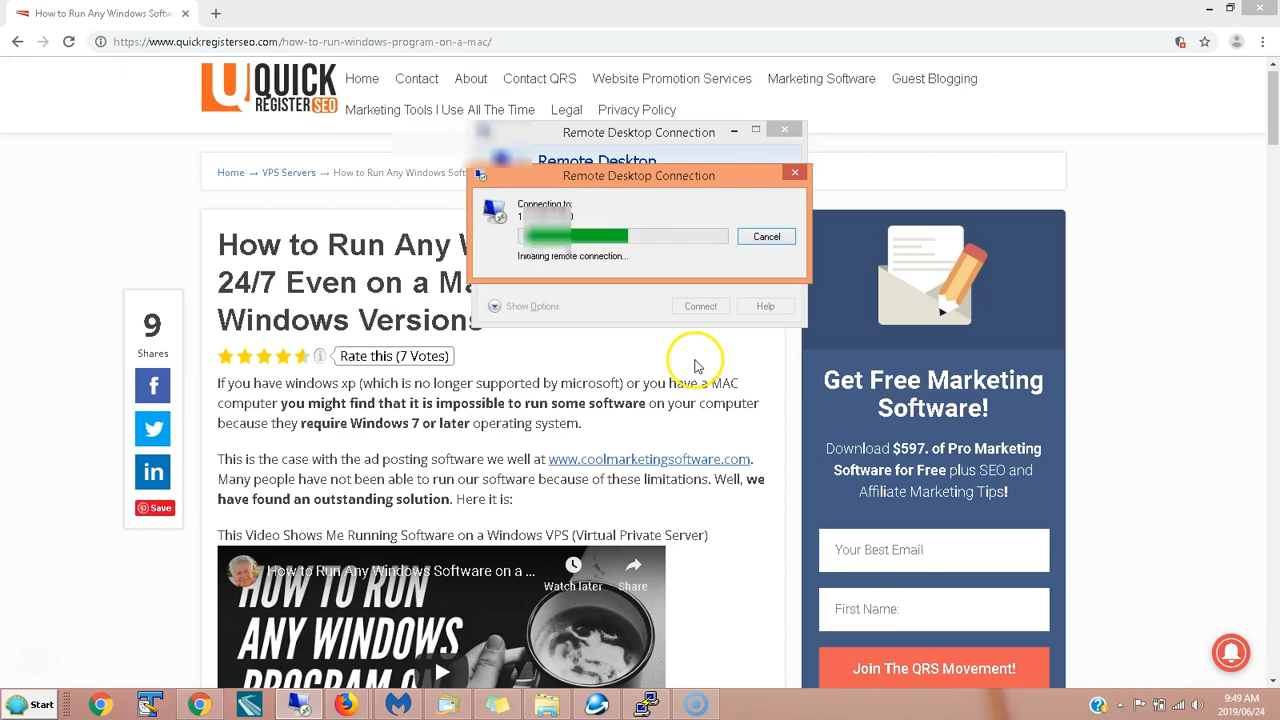 How to Run Any Windows Softw
https://www.quickregisterseo.com/how-to-run-windows-program-on-a-mac/
QUICK
REGISTER SEO
Home Contact About Contact QRS Website Promotion Services Marketing Software Guest Blogging
Marketing Tools I Use All The Time Legal Privacy Policy
Remote Desktop Connection
Remote Desktop
Home → VPS Servers → How to Run Any Windows Soft
Remote Desktop Connection
Connecting to:
Cancel
Initiating remote connection...
Show Options Connect Help
How to Run Any
24/7 Even on a Ma
Windows Versions
Rate this (7 Votes)
9
Shares
Save
If you have windows xp (which is no longer supported by microsoft) or you have a MAC
computer you might find that it is impossible to run some software on your computer
because they require Windows 7 or later operating system.
This is the case with the ad posting software we well at www.coolmarketingsoftware.com.
Many people have not been able to run our software because of these limitations. Well, we
have found an outstanding solution. Here it is:
This Video Shows Me Running Software on a Windows VPS (Virtual Private Server)
How to Run Any Windows Software on a ...
Watch later Share
HOW TO RUN
ANY WINDOWS
PROGRAM ON
Get Free Marketing
Software!
Download $597. of Pro Marketing
Software for Free plus SEO and
Affiliate Marketing Tips!
Your Best Email
First Name:
Join The QRS Movement!
Start
9:49 AM
2019/06/24